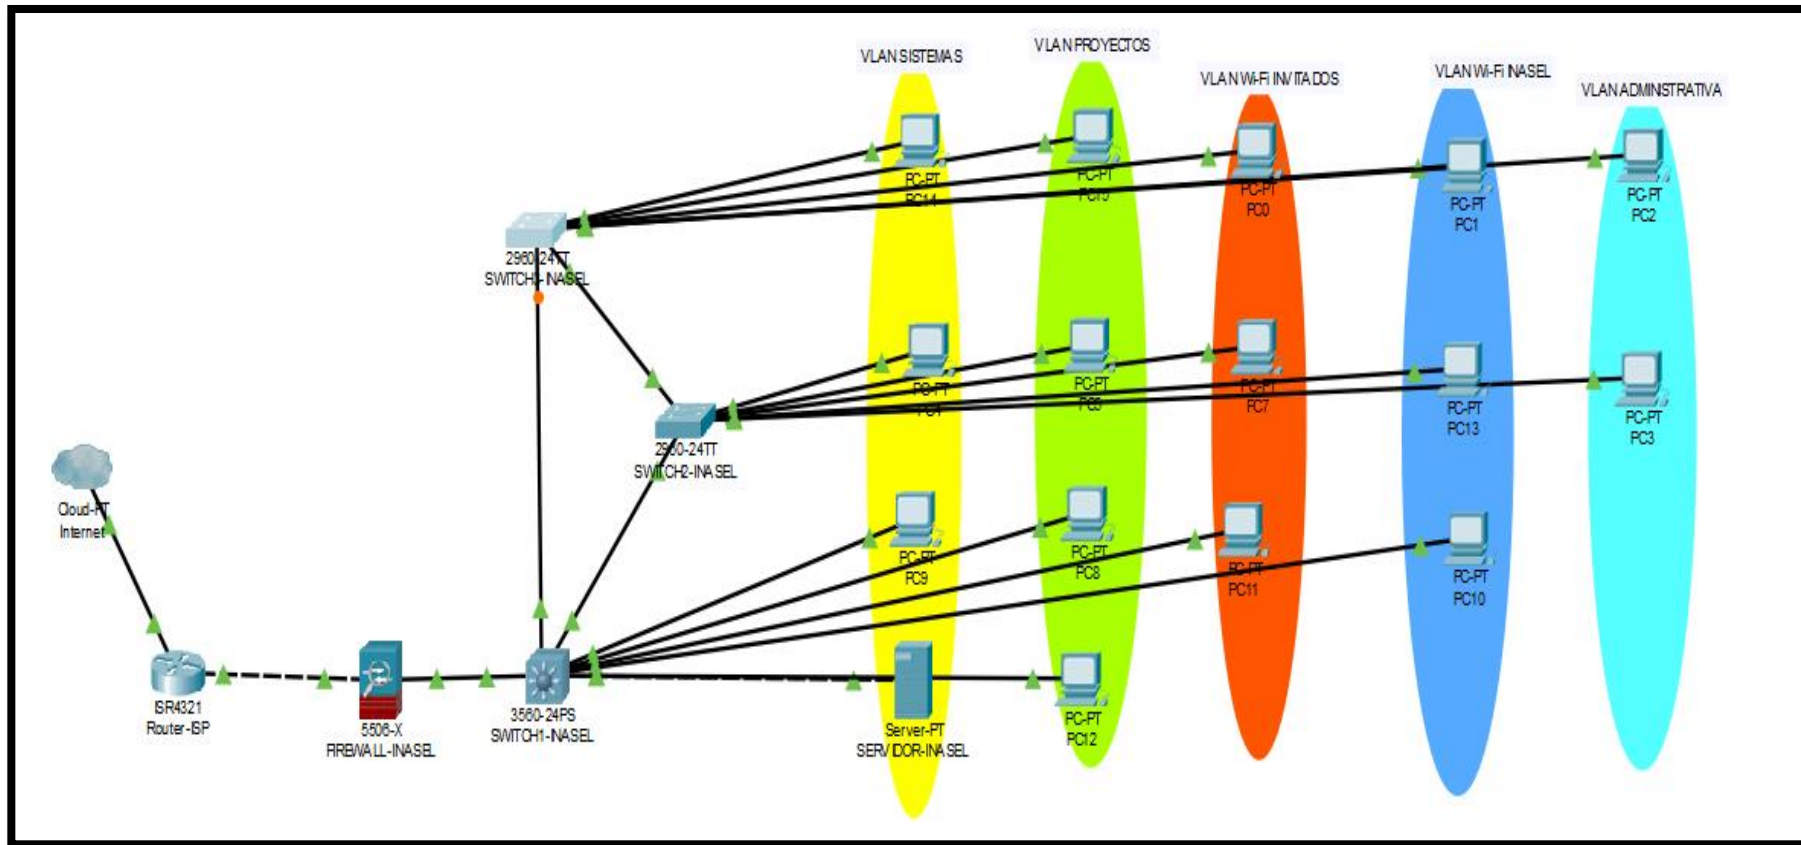 VLAN SISTEMAS
VLAN PROYECTOS
VLAN Wi-Fi INVITADOS
VLAN Wi-Fi INASEL
VLAN ADMINISTRATIVA
PC-PT
PC14
PC-PT
PC-PT
PC0
PC-PT
PC1
PC-PT
PC2
2960-24TT
SWITCH3-INASEL
PC-PT
PC-PT
PC-PT
PC7
PC-PT
PC13
PC-PT
PC3
2960-24TT
SWITCH2-INASEL
Cloud-PT
Internet
PC-PT
PC9
PC-PT
PC8
PC-PT
PC11
PC-PT
PC10
ISR4321
Router-ISP
5506-X
FIREWALL-INASEL
3560-24PS
SWITCH1-INASEL
Server-PT
SERVIDOR-INASEL
PC-PT
PC12